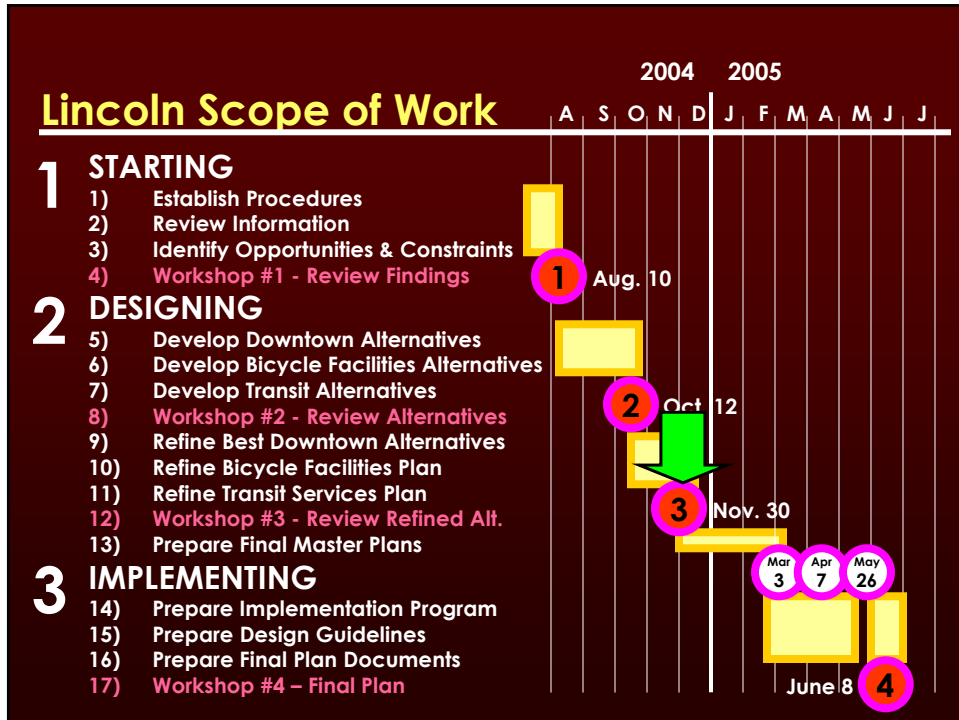 2004 2005
Lincoln Scope of Work
A S O N D J F M A M J J
1 STARTING
1) Establish Procedures
2) Review Information
3) Identify Opportunities & Constraints
4) Workshop #1 - Review Findings
1 Aug. 10
2 DESIGNING
5) Develop Downtown Alternatives
6) Develop Bicycle Facilities Alternatives
7) Develop Transit Alternatives
8) Workshop #2 - Review Alternatives
2 Oct. 12
9) Refine Best Downtown Alternatives
10) Refine Bicycle Facilities Plan
11) Refine Transit Services Plan
12) Workshop #3 - Review Refined Alt.
3 Nov. 30
13) Prepare Final Master Plans
Mar 3
Apr 7
May 26
3 IMPLEMENTING
14) Prepare Implementation Program
15) Prepare Design Guidelines
16) Prepare Final Plan Documents
17) Workshop #4 – Final Plan
June 8 4